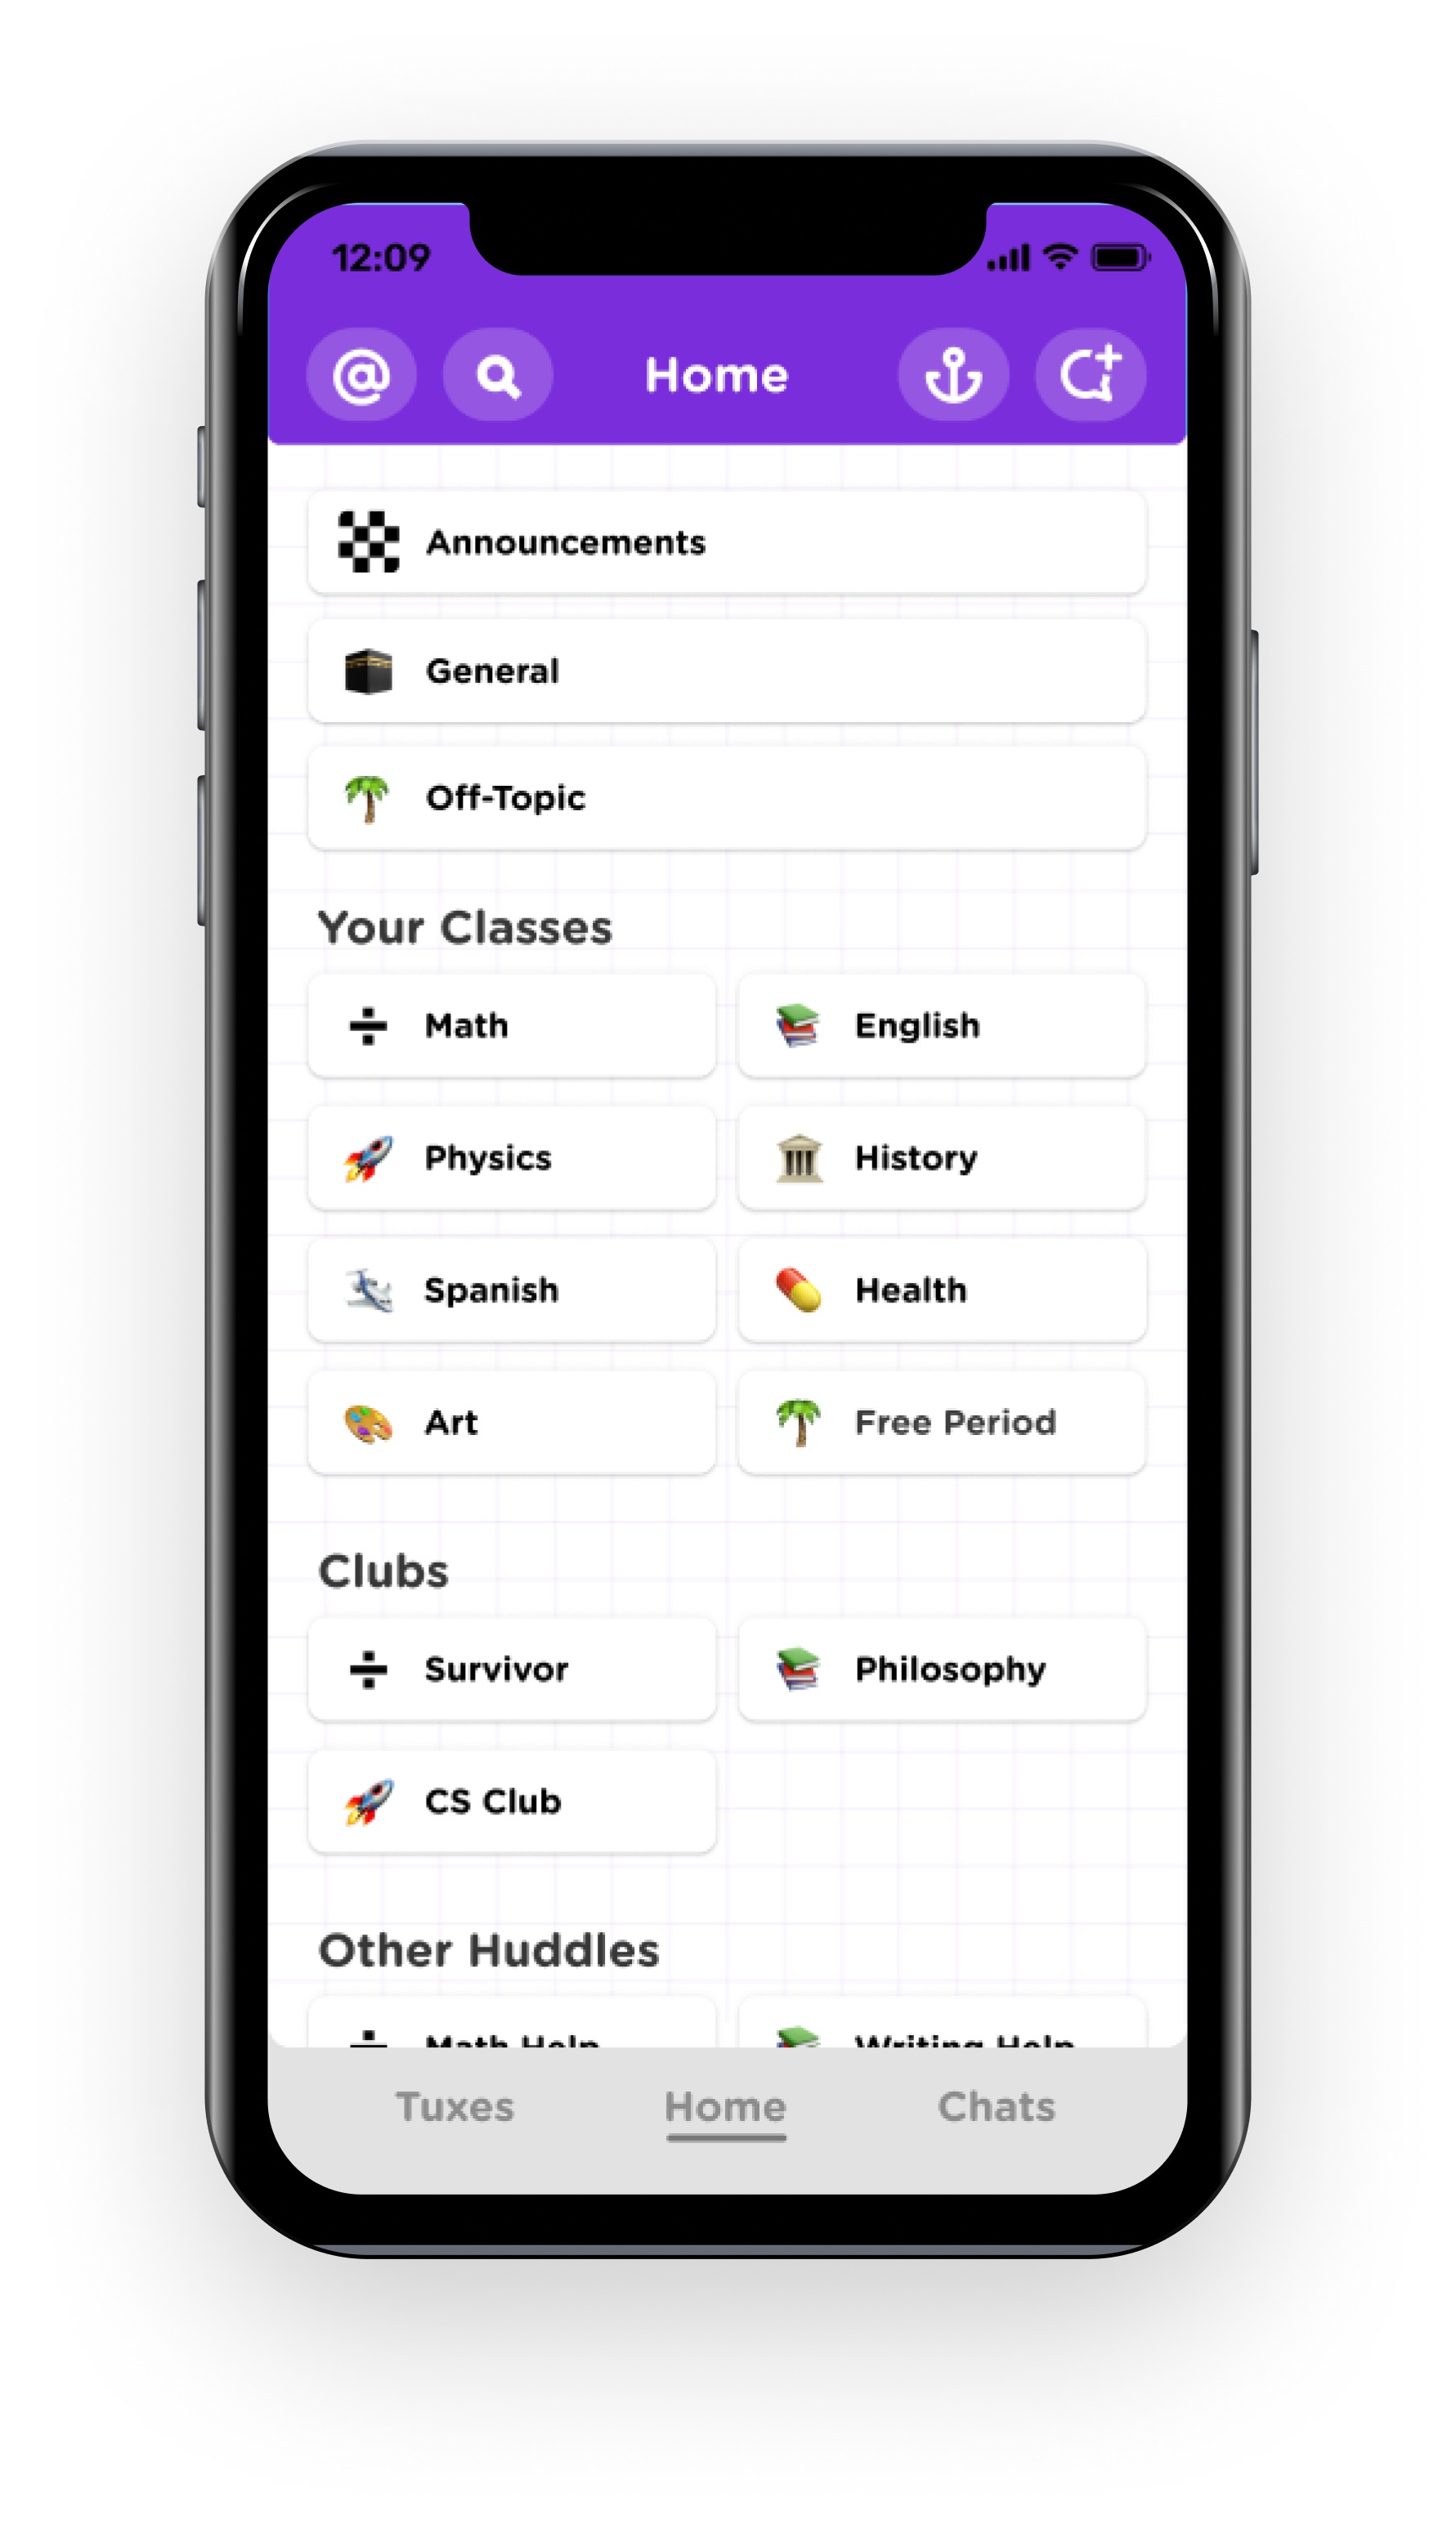 12:09
Home
Announcements
General
Off-Topic
Your Classes
Math
English
Physics
History
Spanish
Health
Art
Free Period
Clubs
Survivor
Philosophy
CS Club
Other Huddles
Math Help
Writing Help
Tuxes
Home
Chats